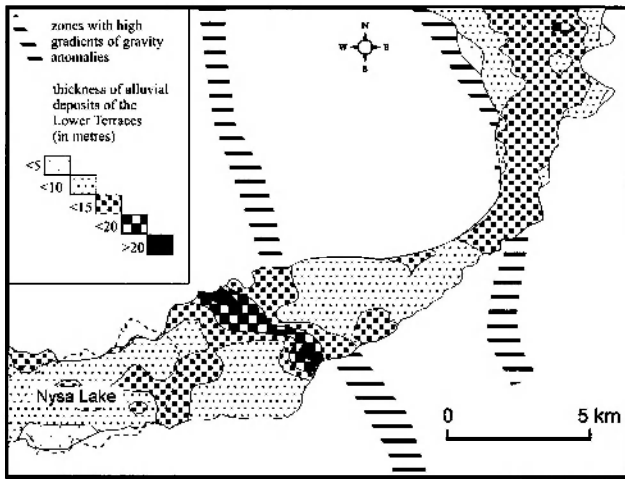 zones with high
gradients of gravity
anomalies
thickness of alluvial
deposits of the
Lower Terraces
(in metres)
<5
<10
<15
<20
>20
N
W E
S
Nysa Lake
0 5 km